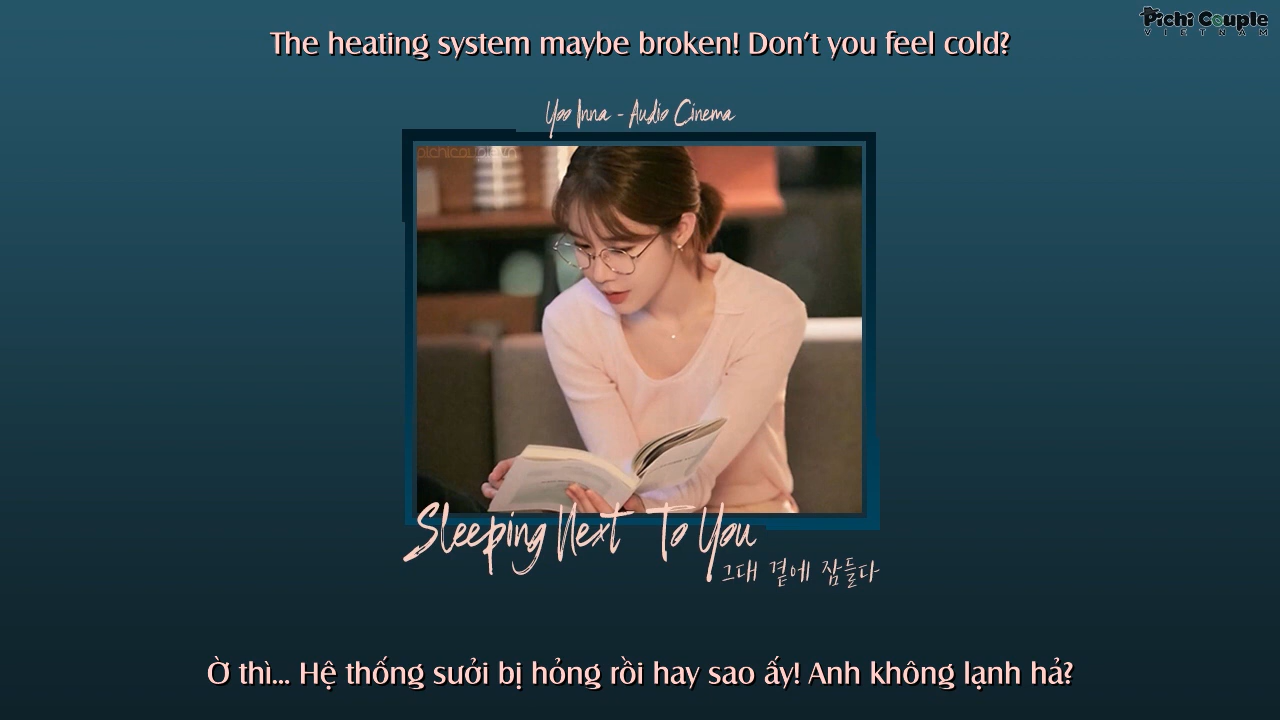 Pichi Couple
VIETNAM
The heating system maybe broken! Don't you feel cold?
Yoo Inna - Audio Cinema
pichicouple.vn
Sleeping Next To You
그대 곁에 잠들다
Ờ thì... Hệ thống sưởi bị hỏng rồi hay sao ấy! Anh không lạnh hả?